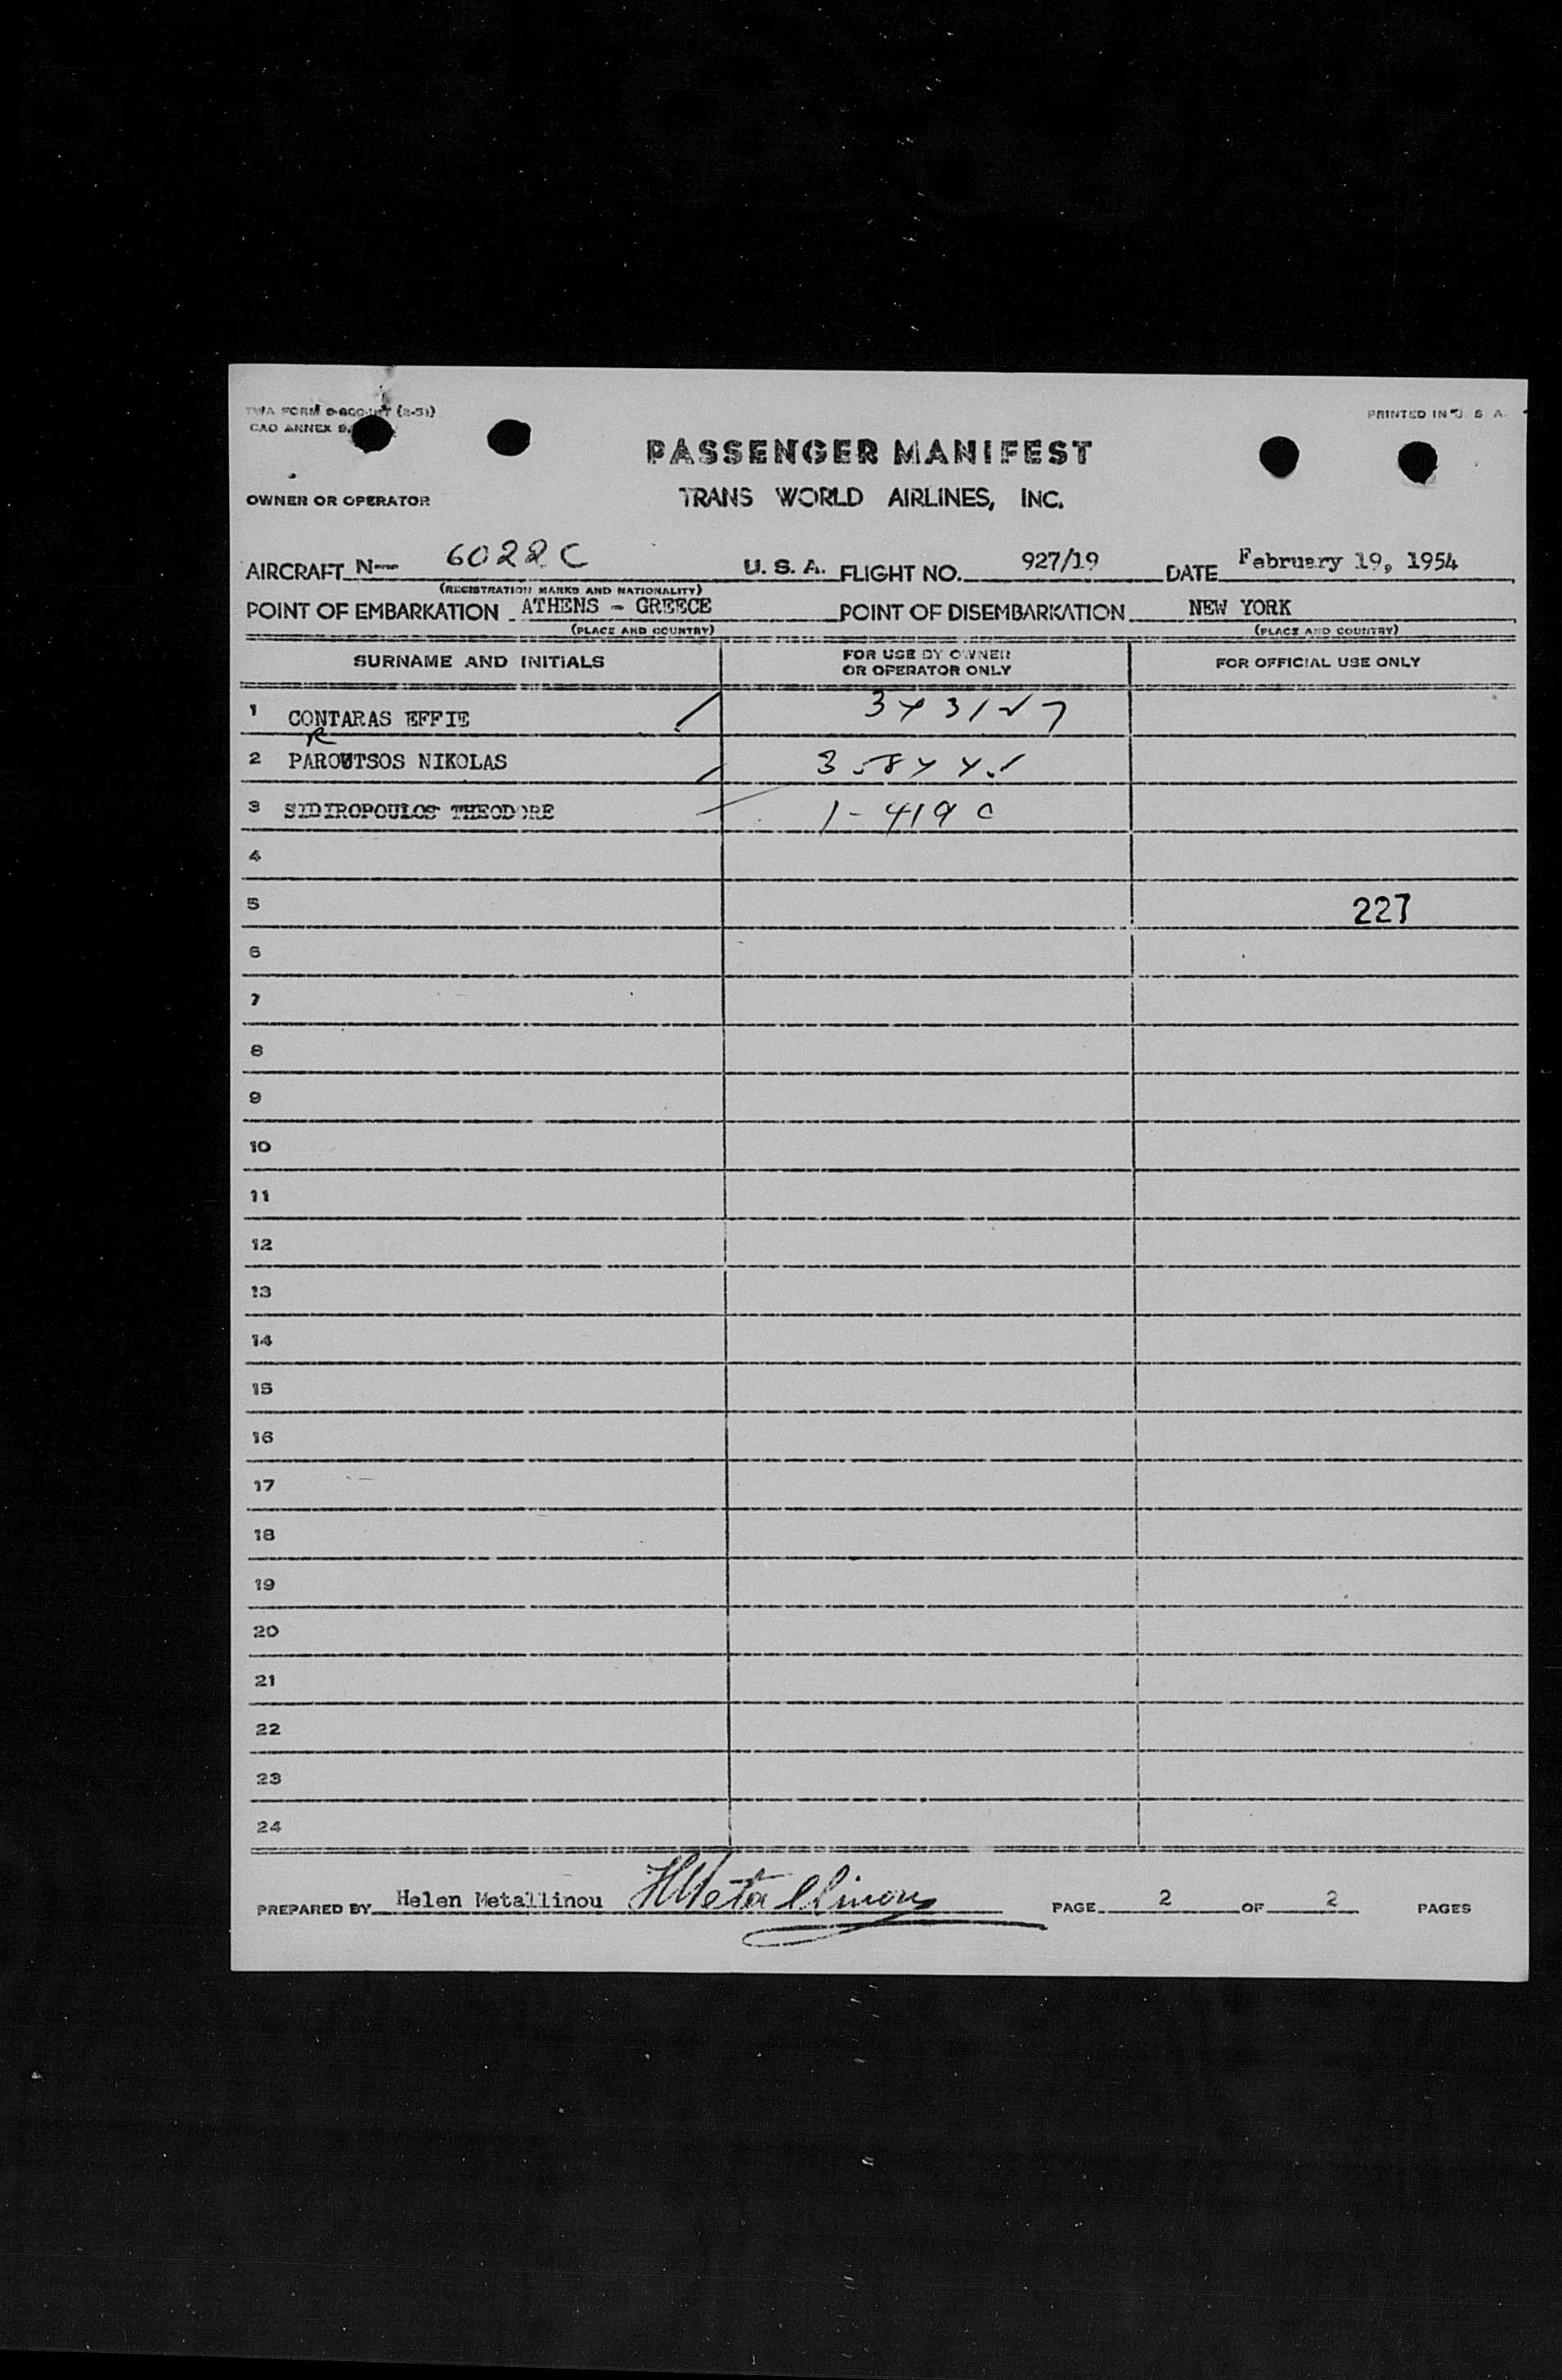 TWA FORM
CAO ANNEX 9.
PRINTED IN U. S. A.
PASSENGER MANIFEST
OWNER OR OPERATOR TRANS WORLD AIRLINES, INC.
AIRCRAFT N— 6022C U. S. A. FLIGHT NO. 927/19 DATE February 19, 1954
(REGISTRATION MARKS AND NATIONALITY)
POINT OF EMBARKATION ATHENS - GREECE POINT OF DISEMBARKATION NEW YORK
(PLACE AND COUNTRY) (PLACE AND COUNTRY)
SURNAME AND INITIALS FOR USE BY OWNER OR OPERATOR ONLY FOR OFFICIAL USE ONLY
1 CONTARAS EFFIE
R
2 PAROUTSOS NIKOLAS
3 SIDIROPOULOS THEODORE 1-419 C
4
5 227
6
7
8
9
10
11
12
13
14
15
16
17
18
19
20
21
22
23
24
PREPARED BY Helen Metallinou HMetallinou PAGE 2 OF 2 PAGES